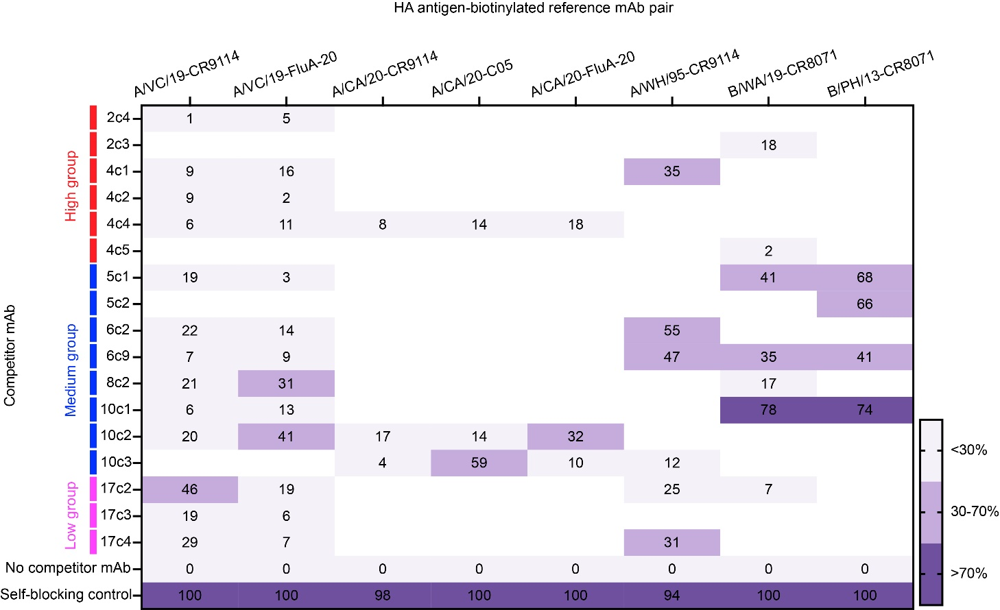 HA antigen-biotinylated reference mAb pair
A/VC/19-CR9114 A/VC/19-FluA-20 A/CA/20-CR9114 A/CA/20-C05 A/CA/20-FluA-20 A/WH/95-CR9114 B/WA/19-CR8071 B/PH/13-CR8071
Competitor mAb
High group
Medium group
Low group
2c4 1 5
2c3 18
4c1 9 16 35
4c2 9 2
4c4 6 11 8 14 18
4c5 2
5c1 19 3 41 68
5c2 66
6c2 22 14 55
6c9 7 9 47 35 41
8c2 21 31 17
10c1 6 13 78 74
10c2 20 41 17 14 32
10c3 4 59 10 12
17c2 46 19 25 7
17c3 19 6
17c4 29 7 31
No competitor mAb 0 0 0 0 0 0 0 0
Self-blocking control 100 100 98 100 100 94 100 100
<30%
30-70%
>70%